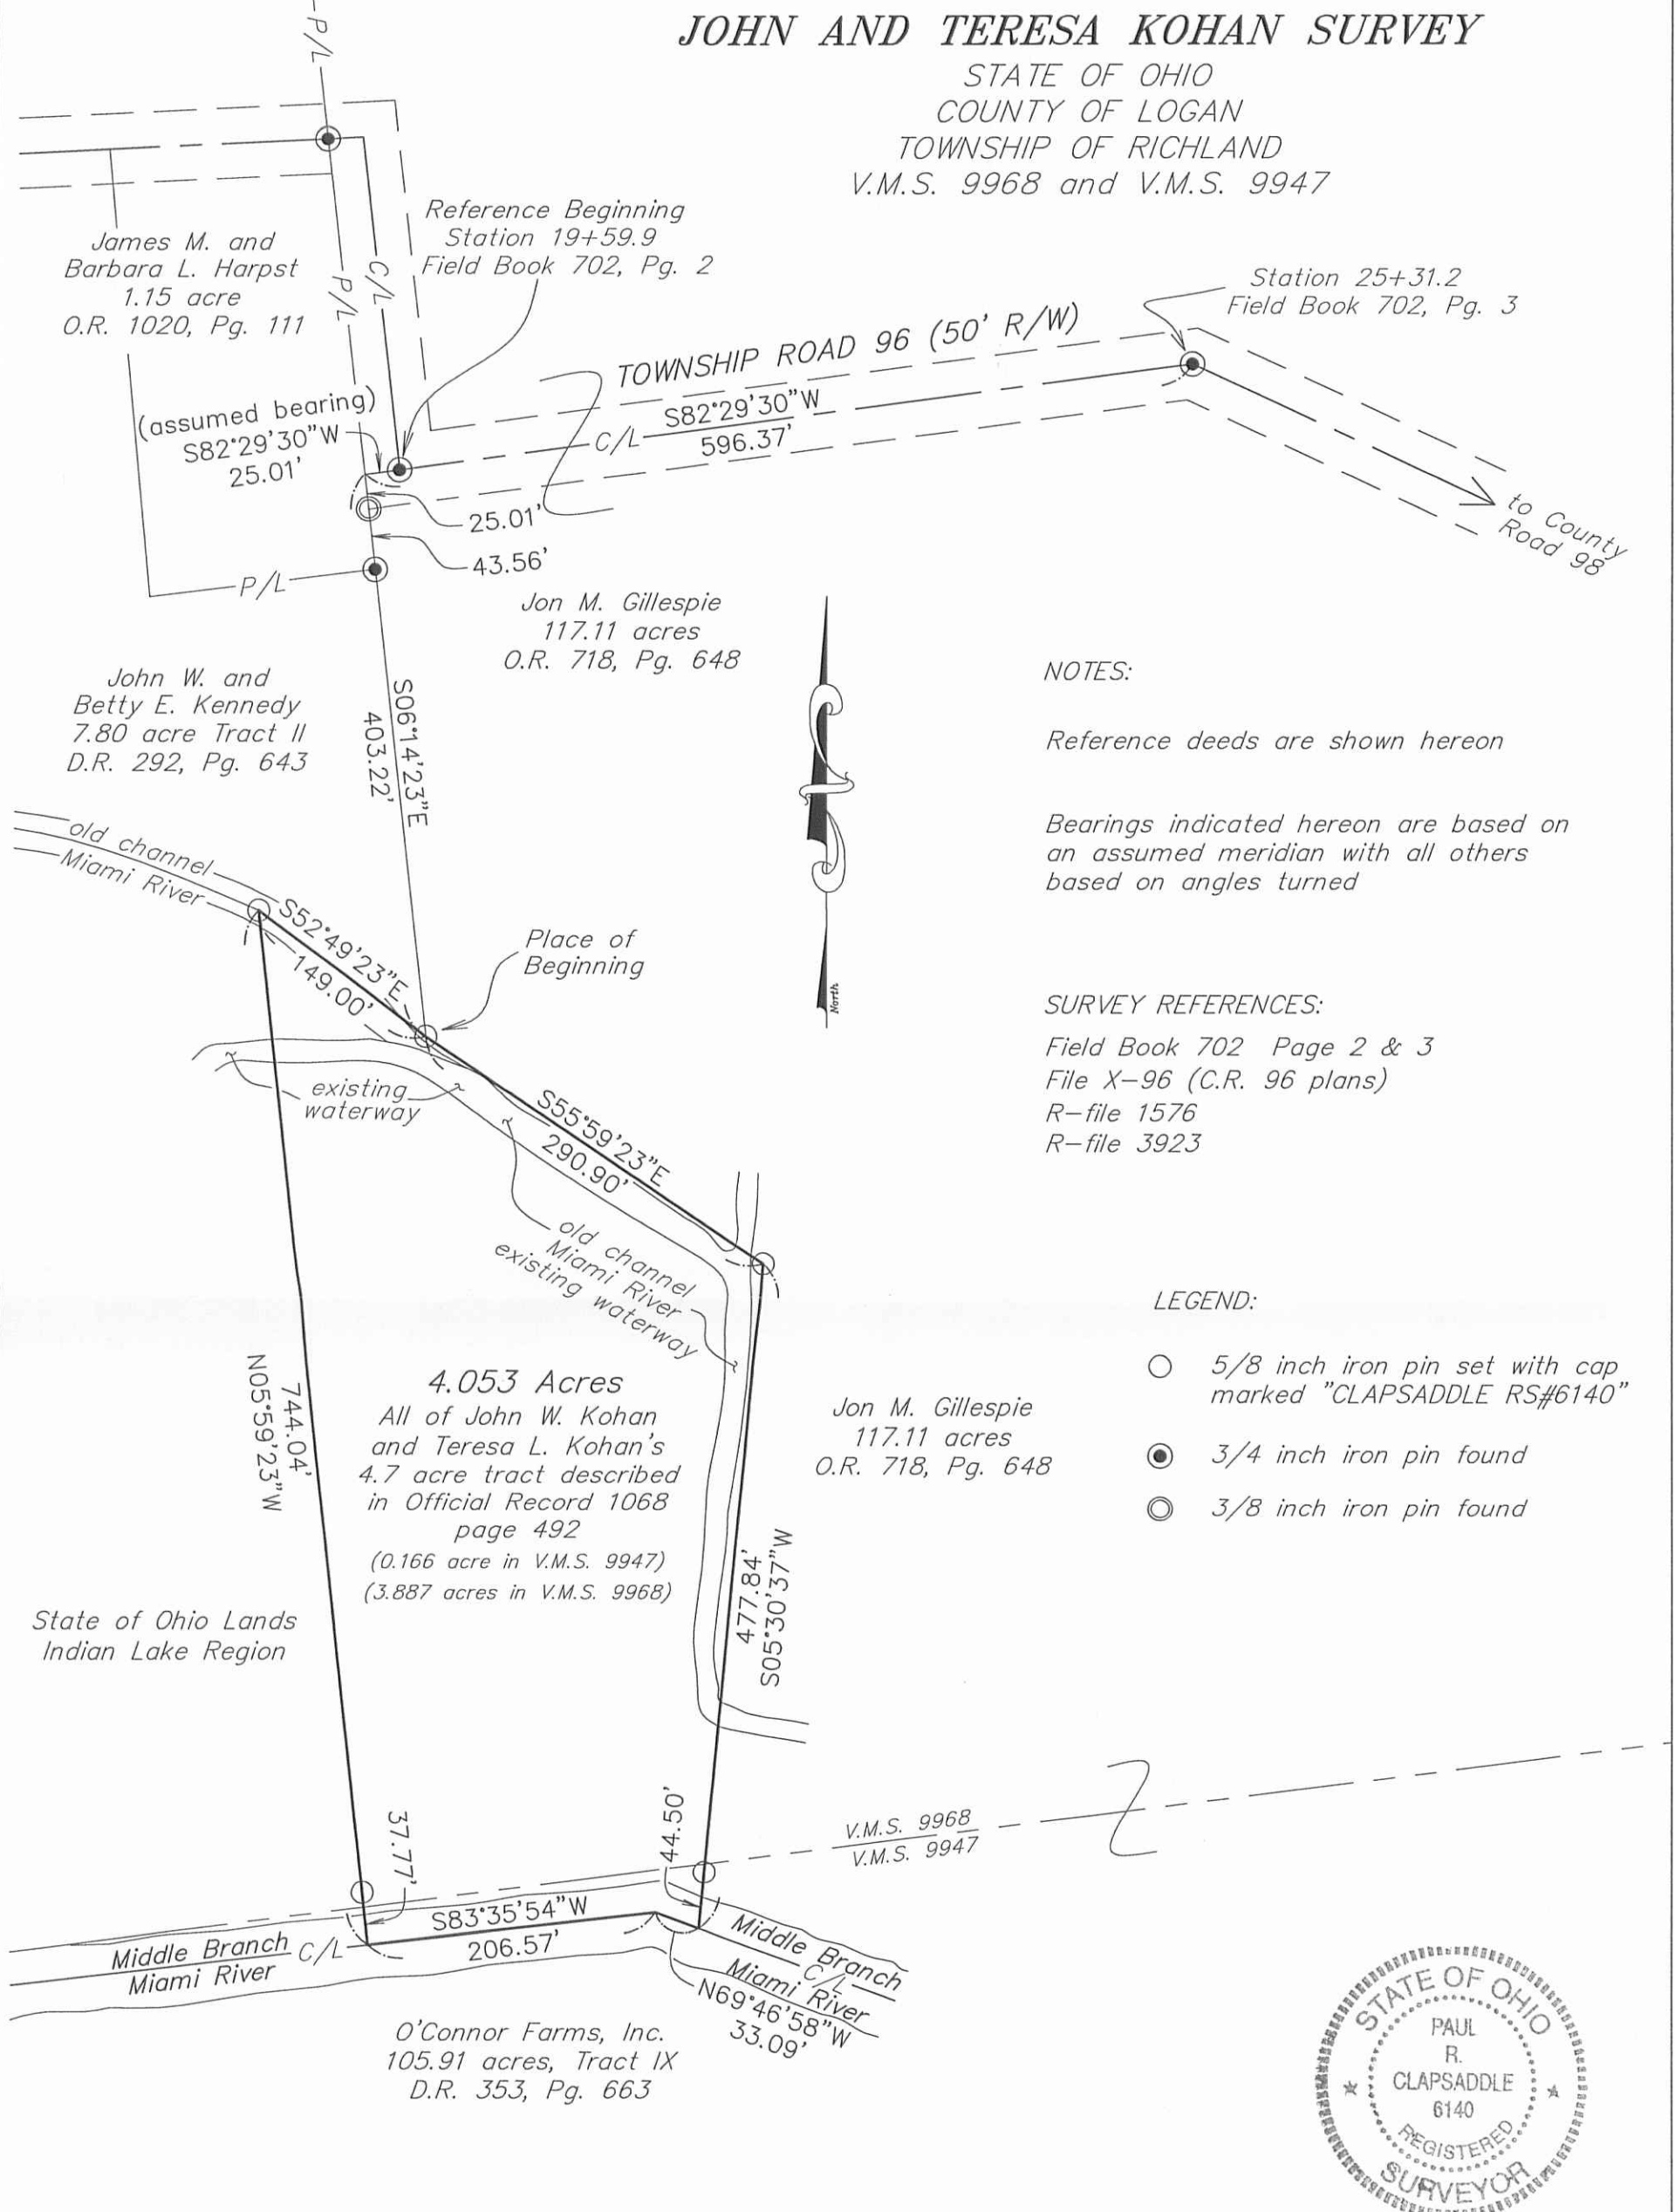 JOHN AND TERESA KOHAN SURVEY
STATE OF OHIO
COUNTY OF LOGAN
TOWNSHIP OF RICHLAND
V.M.S. 9968 and V.M.S. 9947
P/L
James M. and
Barbara L. Harpst
1.15 acre
O.R. 1020, Pg. 111
P/L
C/L
Reference Beginning
Station 19+59.9
Field Book 702, Pg. 2
Station 25+31.2
Field Book 702, Pg. 3
TOWNSHIP ROAD 96 (50' R/W)
S82°29'30"W
C/L
596.37'
(assumed bearing)
S82°29'30"W
25.01'
25.01'
43.56'
to County
Road 98
P/L
Jon M. Gillespie
117.11 acres
O.R. 718, Pg. 648
John W. and
Betty E. Kennedy
7.80 acre Tract II
D.R. 292, Pg. 643
S06°14'23"E
403.22'
North
NOTES:
Reference deeds are shown hereon
Bearings indicated hereon are based on
an assumed meridian with all others
based on angles turned
old channel
Miami River
S52°49'23"E
149.00'
Place of
Beginning
SURVEY REFERENCES:
Field Book 702 Page 2 & 3
File X-96 (C.R. 96 plans)
R-file 1576
R-file 3923
existing
waterway
S55°59'23"E
290.90'
old channel
Miami River
existing waterway
LEGEND:
5/8 inch iron pin set with cap
marked "CLAPSADDLE RS#6140"
3/4 inch iron pin found
3/8 inch iron pin found
744.04'
N05°59'23"W
4.053 Acres
All of John W. Kohan
and Teresa L. Kohan's
4.7 acre tract described
in Official Record 1068
page 492
(0.166 acre in V.M.S. 9947)
(3.887 acres in V.M.S. 9968)
Jon M. Gillespie
117.11 acres
O.R. 718, Pg. 648
477.84'
S05°30'37"W
State of Ohio Lands
Indian Lake Region
37.77'
44.50'
V.M.S. 9968
V.M.S. 9947
S83°35'54"W
206.57'
Middle Branch
Miami River
C/L
Middle Branch
C/L
Miami River
N69°46'58"W
33.09'
O'Connor Farms, Inc.
105.91 acres, Tract IX
D.R. 353, Pg. 663
STATE OF OHIO
PAUL
R.
CLAPSADDLE
6140
REGISTERED
SURVEYOR